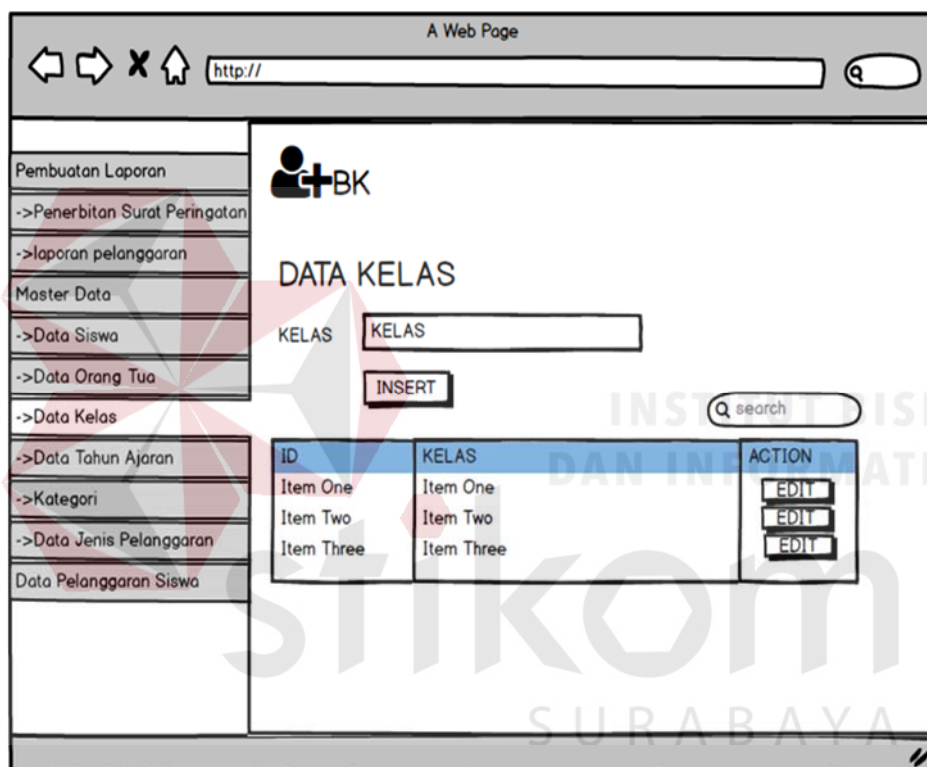 A Web Page
http://
Pembuatan Laporan
->Penerbitan Surat Peringatan
->laporan pelanggaran
Master Data
->Data Siswa
->Data Orang Tua
->Data Kelas
->Data Tahun Ajaran
->Kategori
->Data Jenis Pelanggaran
Data Pelanggaran Siswa
BK
DATA KELAS
KELAS KELAS
INSERT
search
ID KELAS ACTION
Item One Item One EDIT
Item Two Item Two EDIT
Item Three Item Three EDIT
INSTITUT BISI
DAN INFORMATI
stikom
SURABAYA